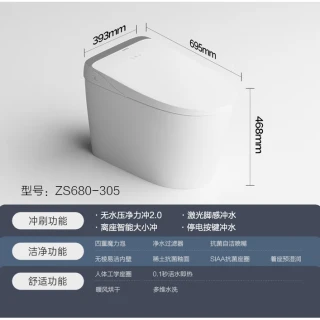 393mm
695mm
468mm
型号：ZS680-305
冲刷功能
· 无水压净力冲2.0 · 激光脚感冲水
· 离座智能大小冲 · 停电按键冲水
洁净功能
四重魔力泡 净水过滤器 抗菌自洁喷嘴
无模易洁内壁 稀土抗菌釉面 SIAA抗菌座圈 着座预湿润
舒适功能
人体工学座圈 0.1秒活水即热
暖风烘干 多维水洗